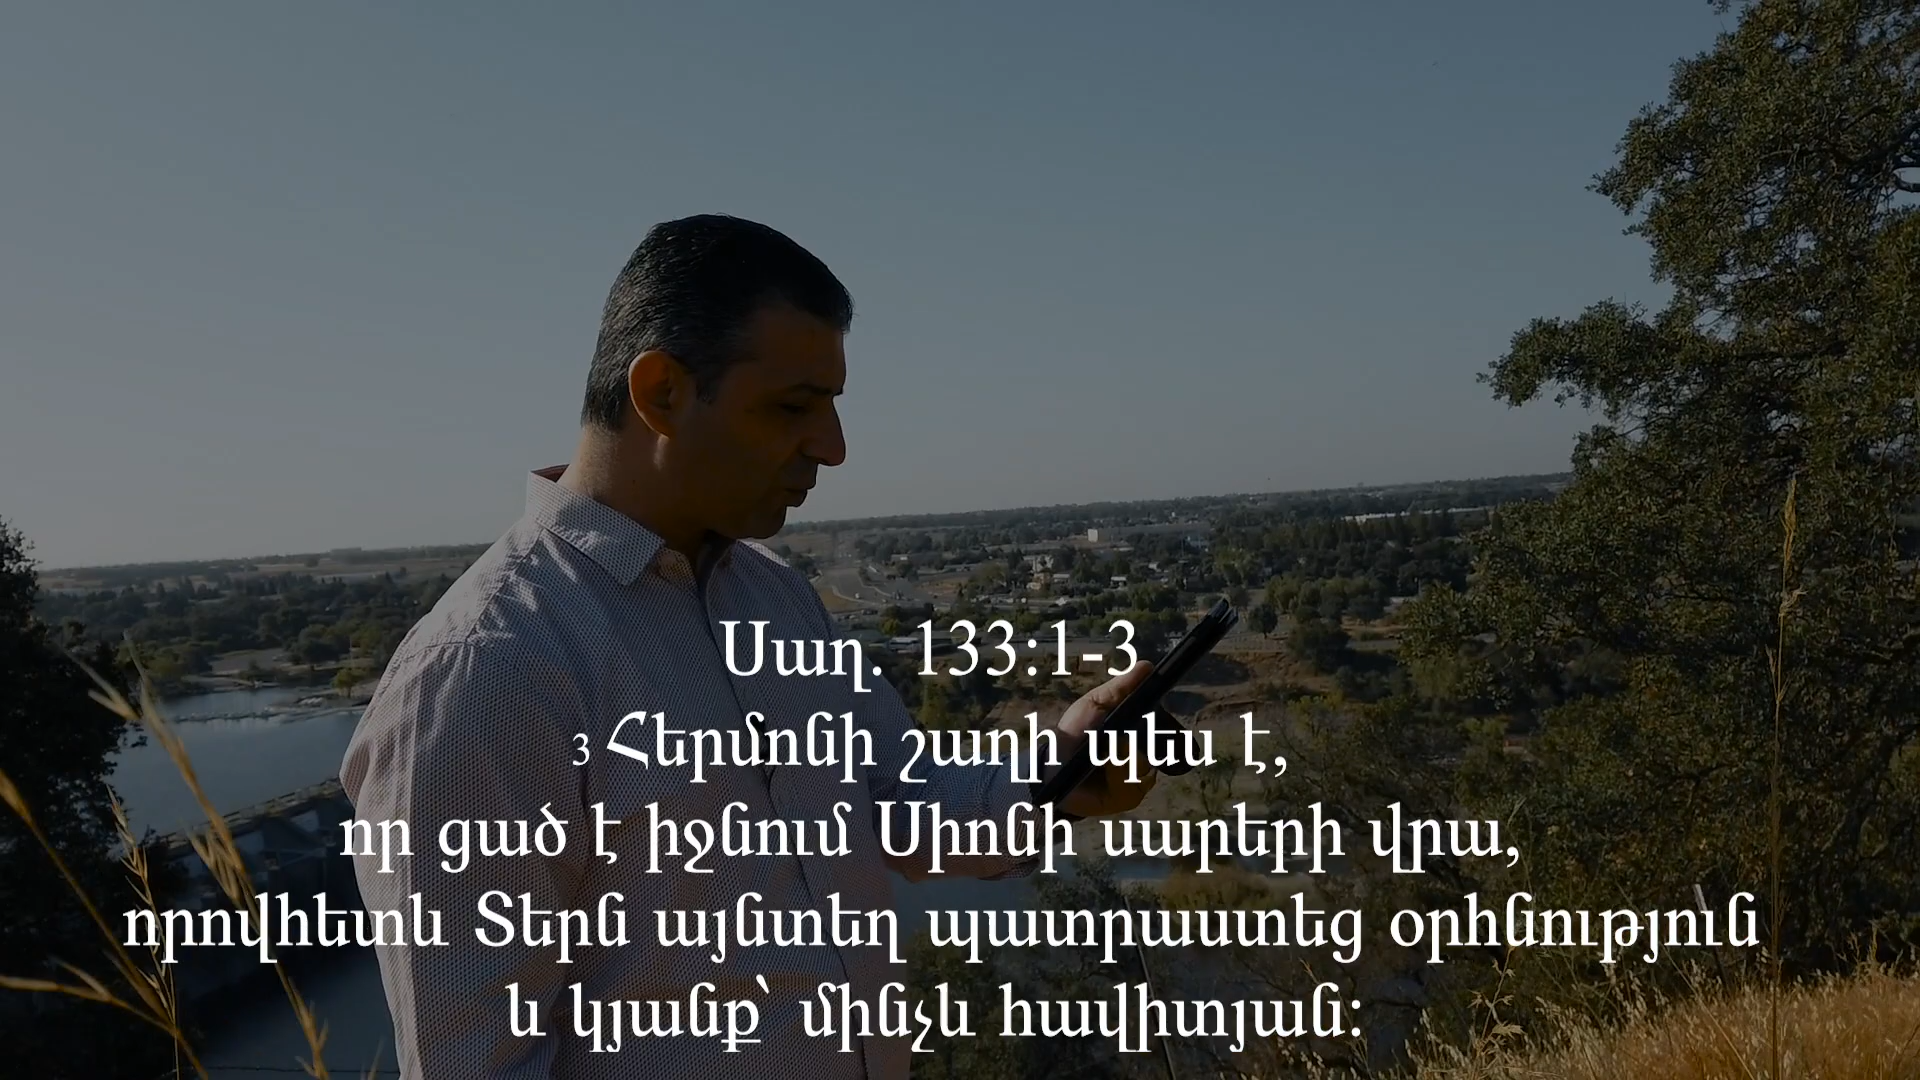 Սաղ. 133:1-3
3 Հերմոնի շաղի պես է,
որ ցած է իջնում Սիոնի սարերի վրա,
որովհետև Տերն այնտեղ պատրաստեց օրհնություն
և կյանք՝ մինչև հավիտյան: